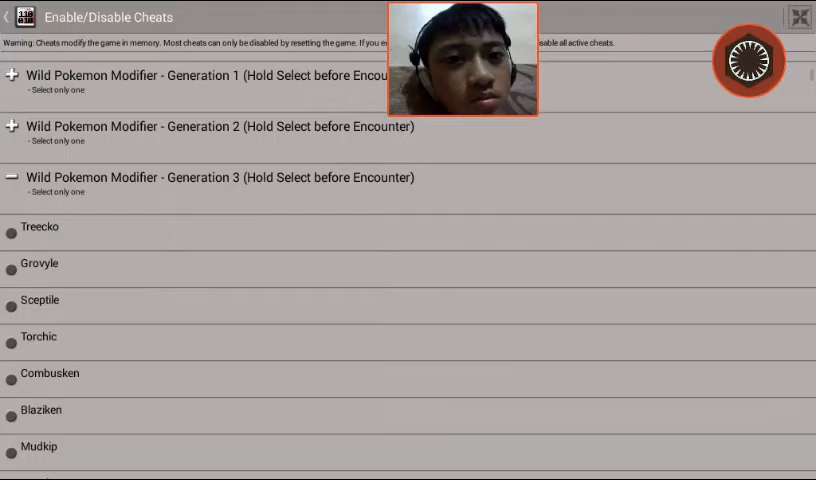 Enable/Disable Cheats
Warning: Cheats modify the game in memory. Most cheats can only be disabled by resetting the game. If you e sable all active cheats.
Wild Pokemon Modifier - Generation 1 (Hold Select before Encou
- Select only one
Wild Pokemon Modifier - Generation 2 (Hold Select before Encounter)
- Select only one
Wild Pokemon Modifier - Generation 3 (Hold Select before Encounter)
- Select only one
Treecko
Grovyle
Sceptile
Torchic
Combusken
Blaziken
Mudkip